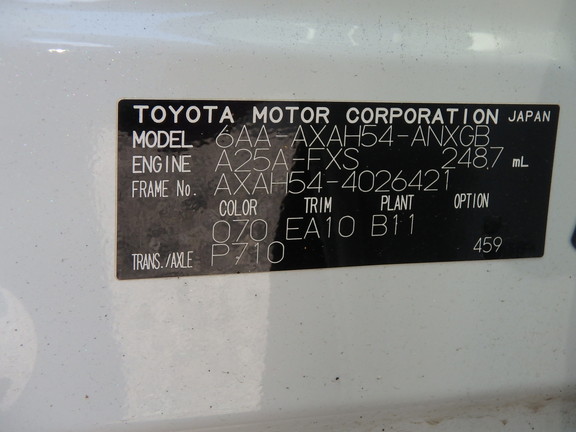 TOYOTA MOTOR CORPORATION JAPAN
MODEL 6AA-AXAH54-ANXGB
ENGINE A25A-FXS 2487 mL
FRAME No. AXAH54-4026421
COLOR TRIM PLANT OPTION
070 EA10 B11
TRANS./AXLE P710 459